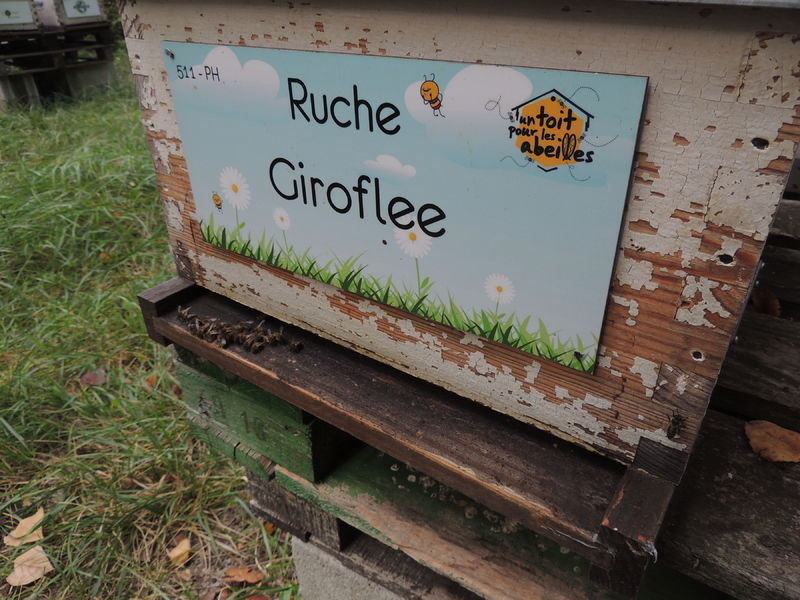 511-PH
Ruche
Giroflee
un toit
pour les
abeilles